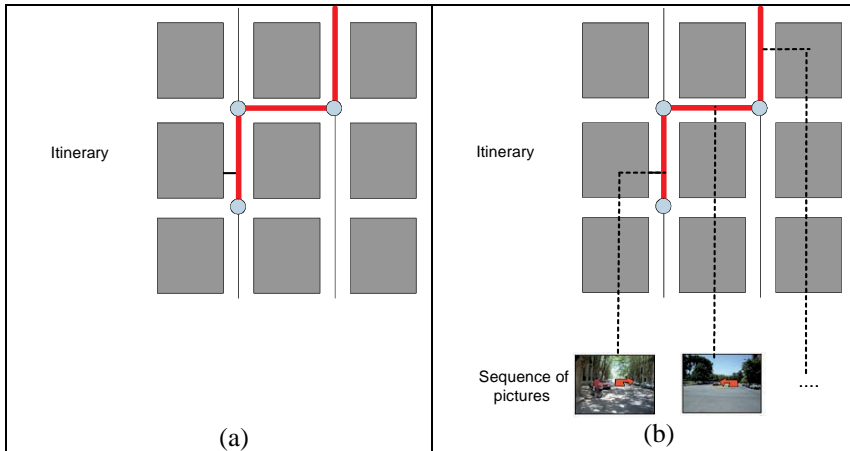 Itinerary
(a)
Itinerary
Sequence of
pictures
....
(b)